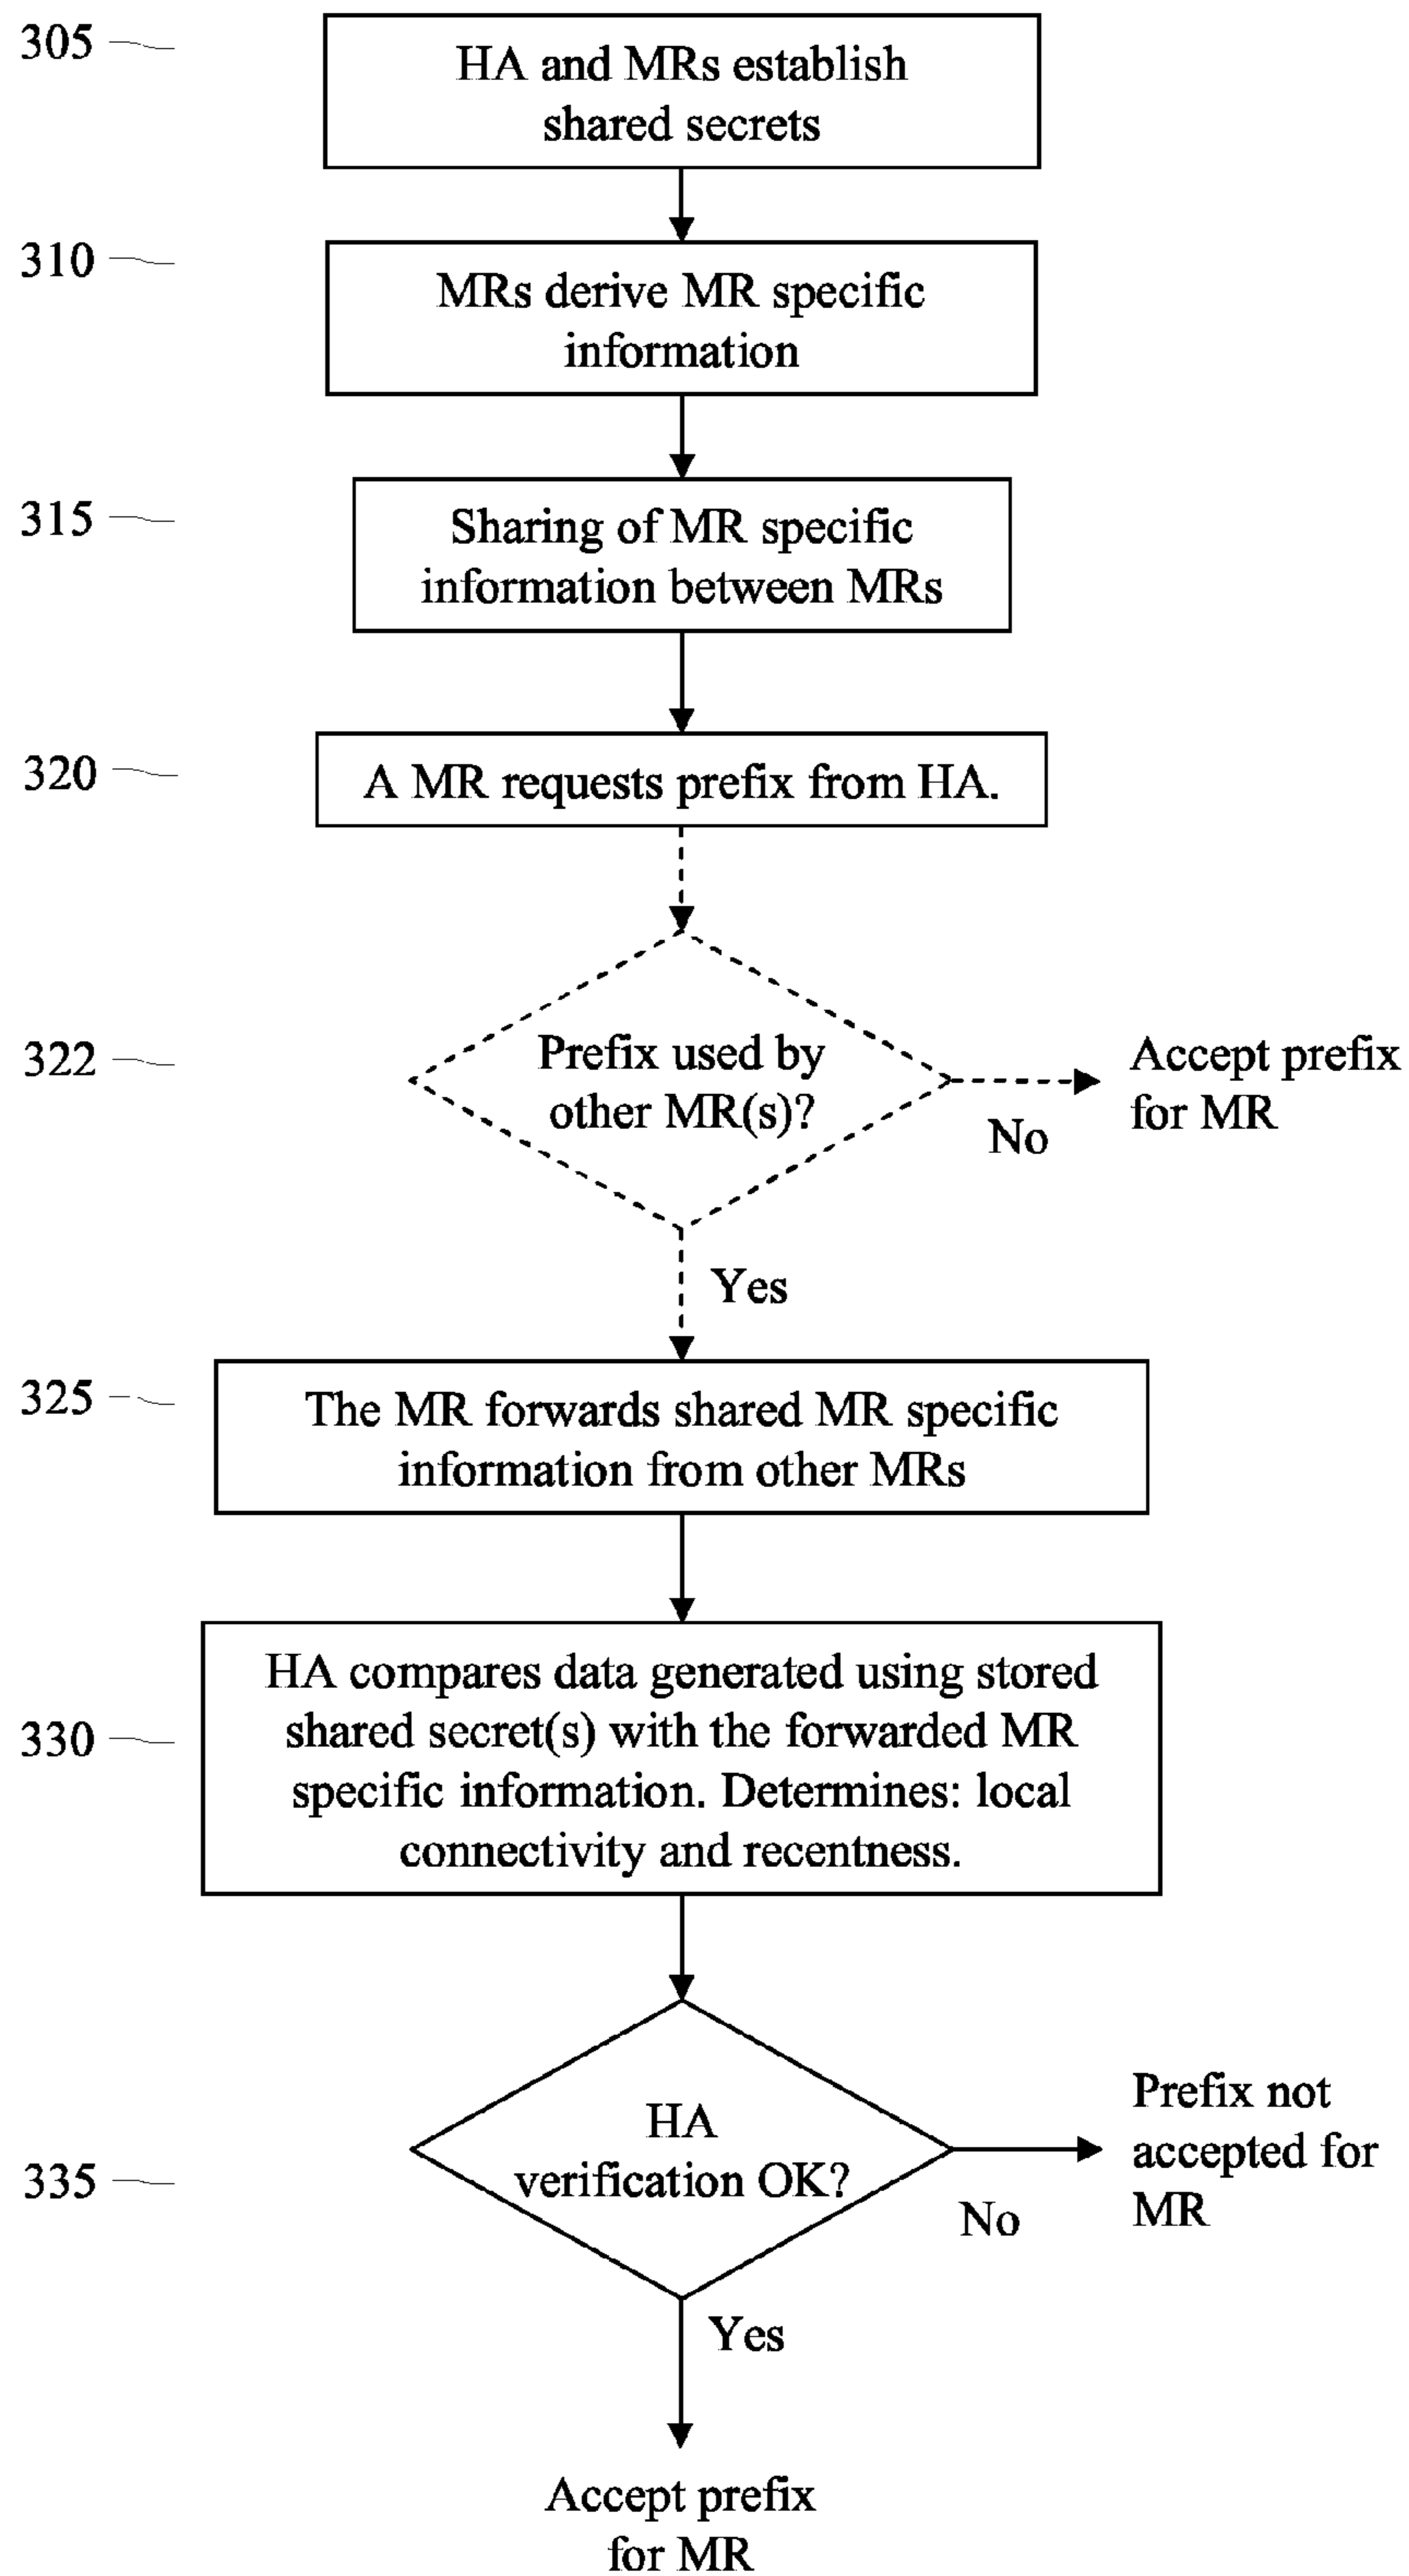 305
HA and MRs establish
shared secrets
310
MRs derive MR specific
information
315
Sharing of MR specific
information between MRs
320
A MR requests prefix from HA.
322
Prefix used by
other MR(s)?
No
Accept prefix
for MR
Yes
325
The MR forwards shared MR specific
information from other MRs
330
HA compares data generated using stored
shared secret(s) with the forwarded MR
specific information. Determines: local
connectivity and recentness.
335
HA
verification OK?
No
Prefix not
accepted for
MR
Yes
Accept prefix
for MR